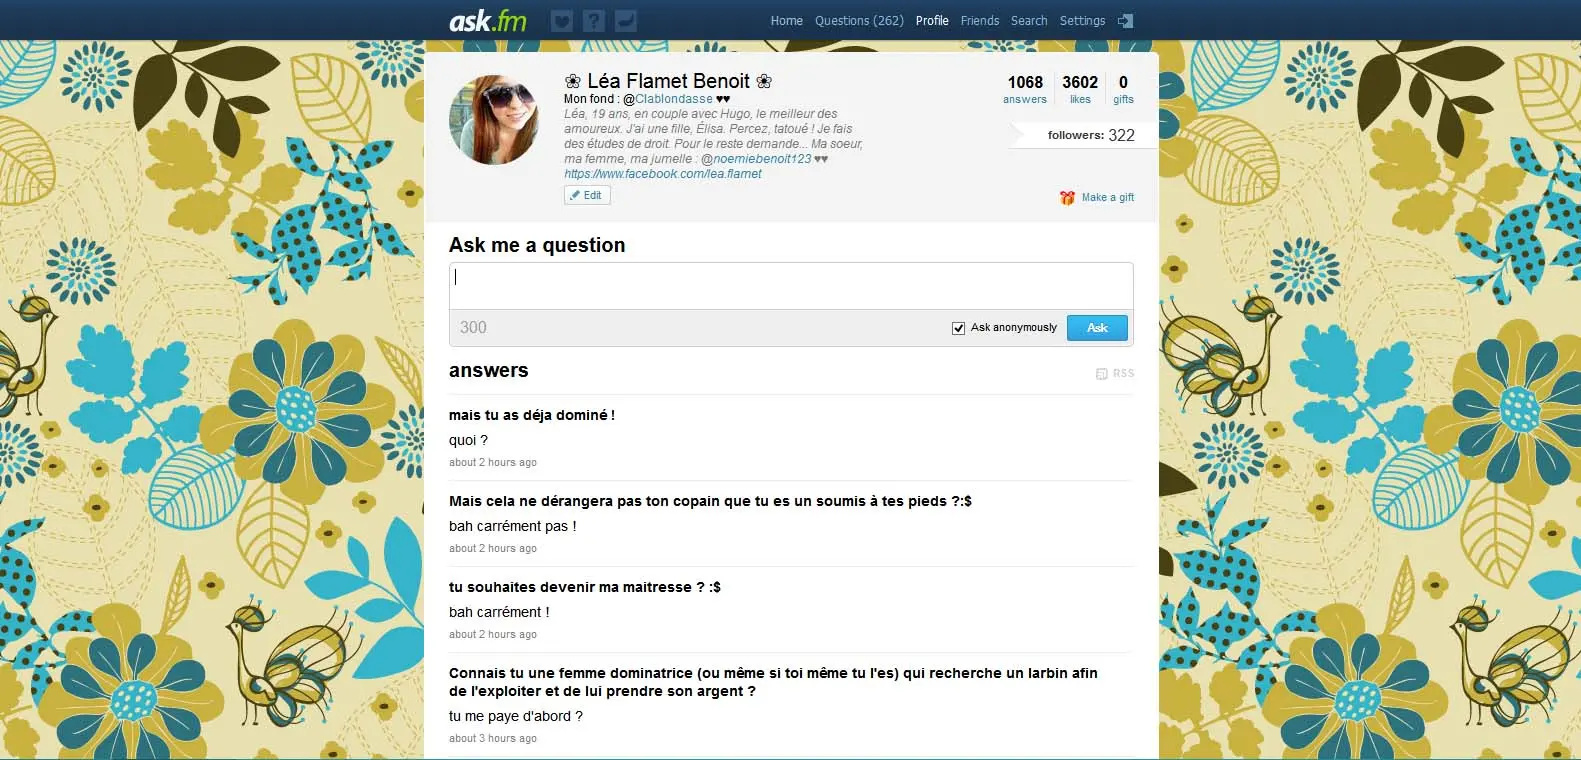 ask.fm
Home Questions (262) Profile Friends Search Settings
❀ Léa Flamet Benoit ❀
Mon fond : @Clablondasse ♥♥
Léa, 19 ans, en couple avec Hugo, le meilleur des
amoureux. J'ai une fille, Élisa. Percez, tatoué ! Je fais
des études de droit. Pour le reste demande... Ma soeur,
ma femme, ma jumelle : @noemiebenoit123 ♥♥
https://www.facebook.com/lea.flamet
Edit
1068 3602 0
answers likes gifts
followers: 322
Make a gift
Ask me a question
300
Ask anonymously
Ask
answers
RSS
mais tu as déja dominé !
quoi ?
about 2 hours ago
Mais cela ne dérangera pas ton copain que tu es un soumis à tes pieds ?:$
bah carrément pas !
about 2 hours ago
tu souhaites devenir ma maitresse ? :$
bah carrément !
about 2 hours ago
Connais tu une femme dominatrice (ou même si toi même tu l'es) qui recherche un larbin afin
de l'exploiter et de lui prendre son argent ?
tu me paye d'abord ?
about 3 hours ago